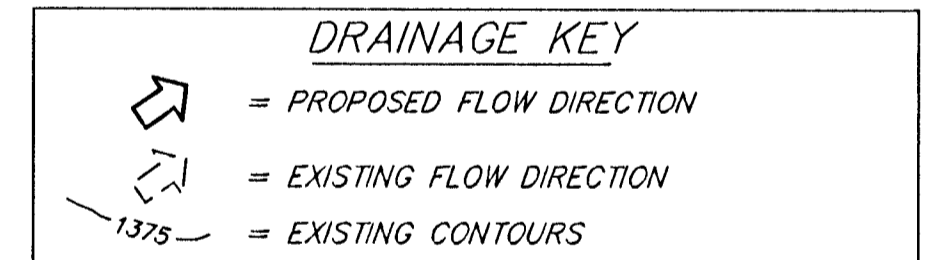 DRAINAGE KEY
= PROPOSED FLOW DIRECTION
= EXISTING FLOW DIRECTION
1375 = EXISTING CONTOURS